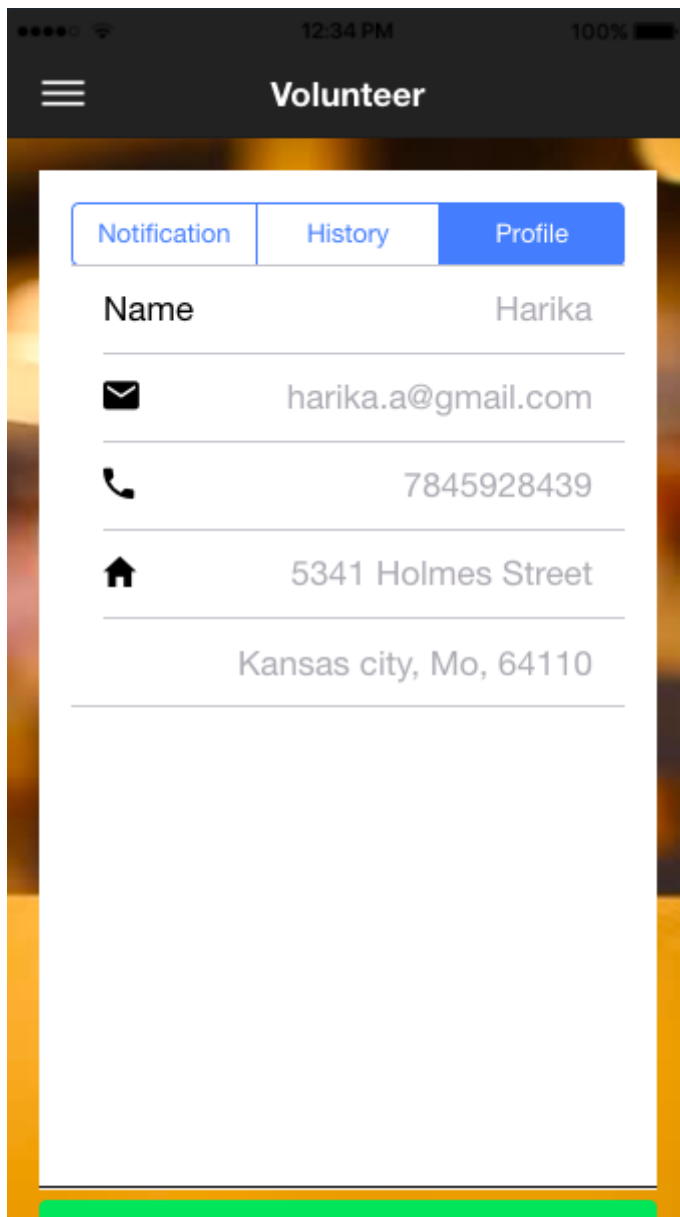 12:34 PM 100%
Volunteer
Notification History Profile
Name Harika
harika.a@gmail.com
7845928439
5341 Holmes Street
Kansas city, Mo, 64110